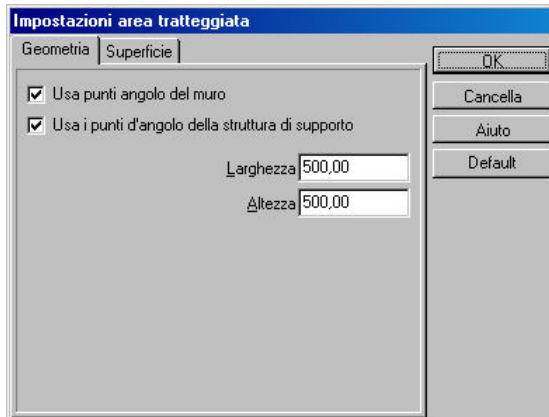 Impostazioni area tratteggiata
Geometria
Superficie
Usa punti angolo del muro
Usa i punti d'angolo della struttura di supporto
Larghezza 500,00
Altezza 500,00
OK
Cancella
Aiuto
Default